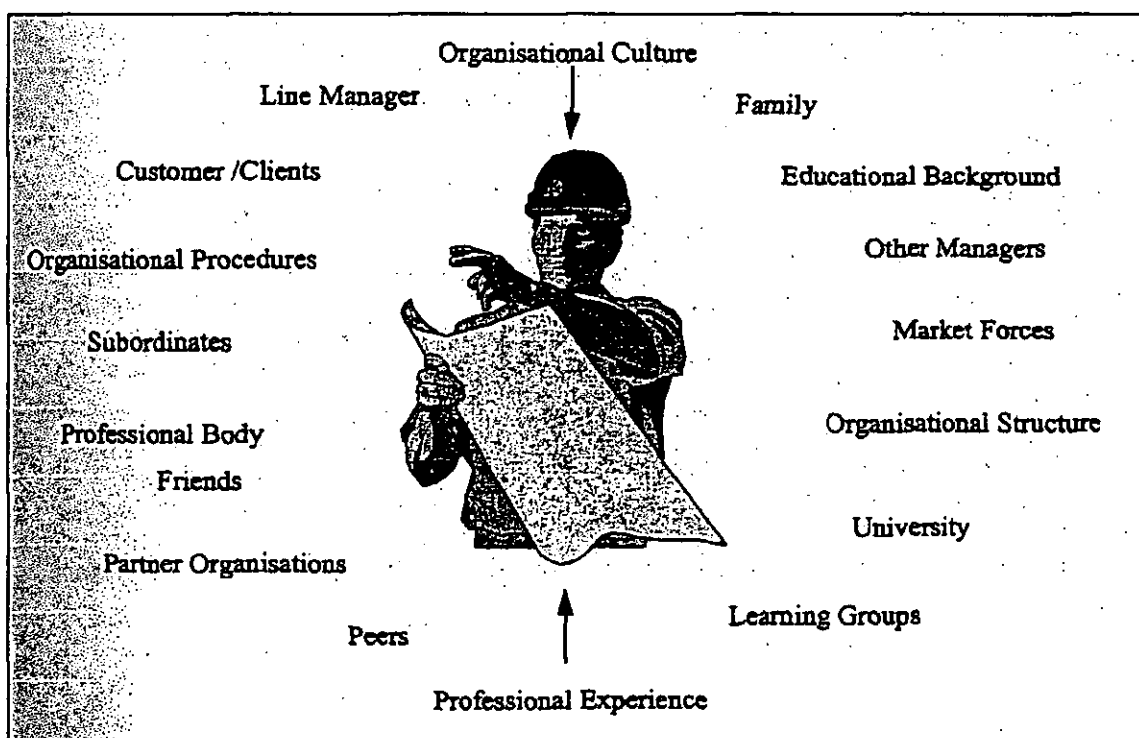 Organisational Culture
Line Manager
Family
Customer /Clients
Educational Background
Organisational Procedures
Other Managers
Subordinates
Market Forces
Professional Body
Organisational Structure
Friends
University
Partner Organisations
Learning Groups
Peers
Professional Experience